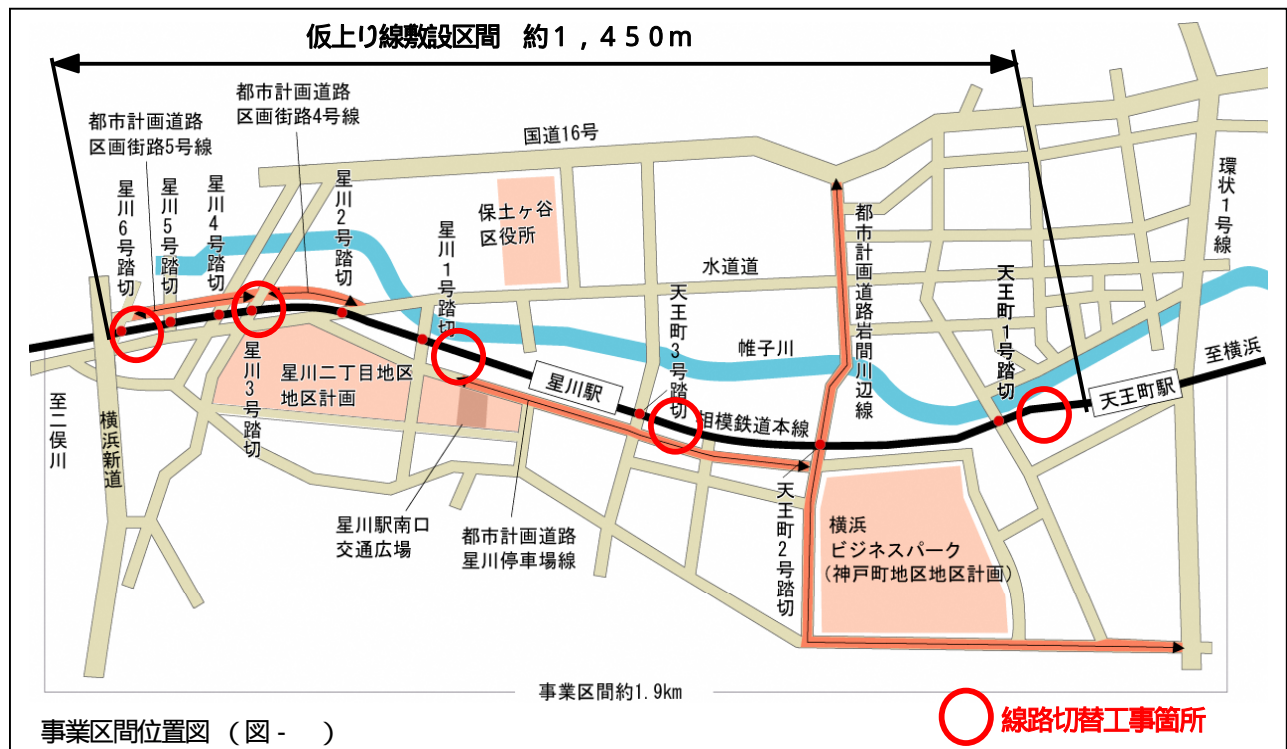 仮上り線敷設区間 約1,450m
都市計画道路
区画街路4号線
都市計画道路
区画街路5号線
国道16号
環状1号線
星川6号踏切
星川5号踏切
星川4号踏切
星川2号踏切
保土ヶ谷
区役所
星川1号踏切
水道道
都市計画道路岩間川辺線
天王町3号踏切
天王町1号踏切
帷子川
至横浜
星川3号踏切
星川二丁目地区
地区計画
星川駅
相模鉄道本線
天王町駅
至二俣川
横浜新道
星川駅南口
交通広場
都市計画道路
星川停車場線
天王町2号踏切
横浜
ビジネスパーク
(神戸町地区地区計画)
事業区間約1.9km
事業区間位置図 (図- )
線路切替工事箇所